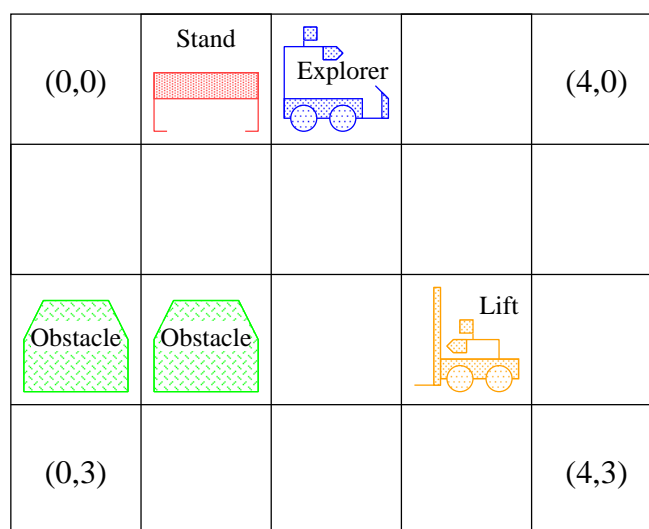 Stand
(0,0)
Explorer
(4,0)
Lift
Obstacle
Obstacle
(0,3)
(4,3)